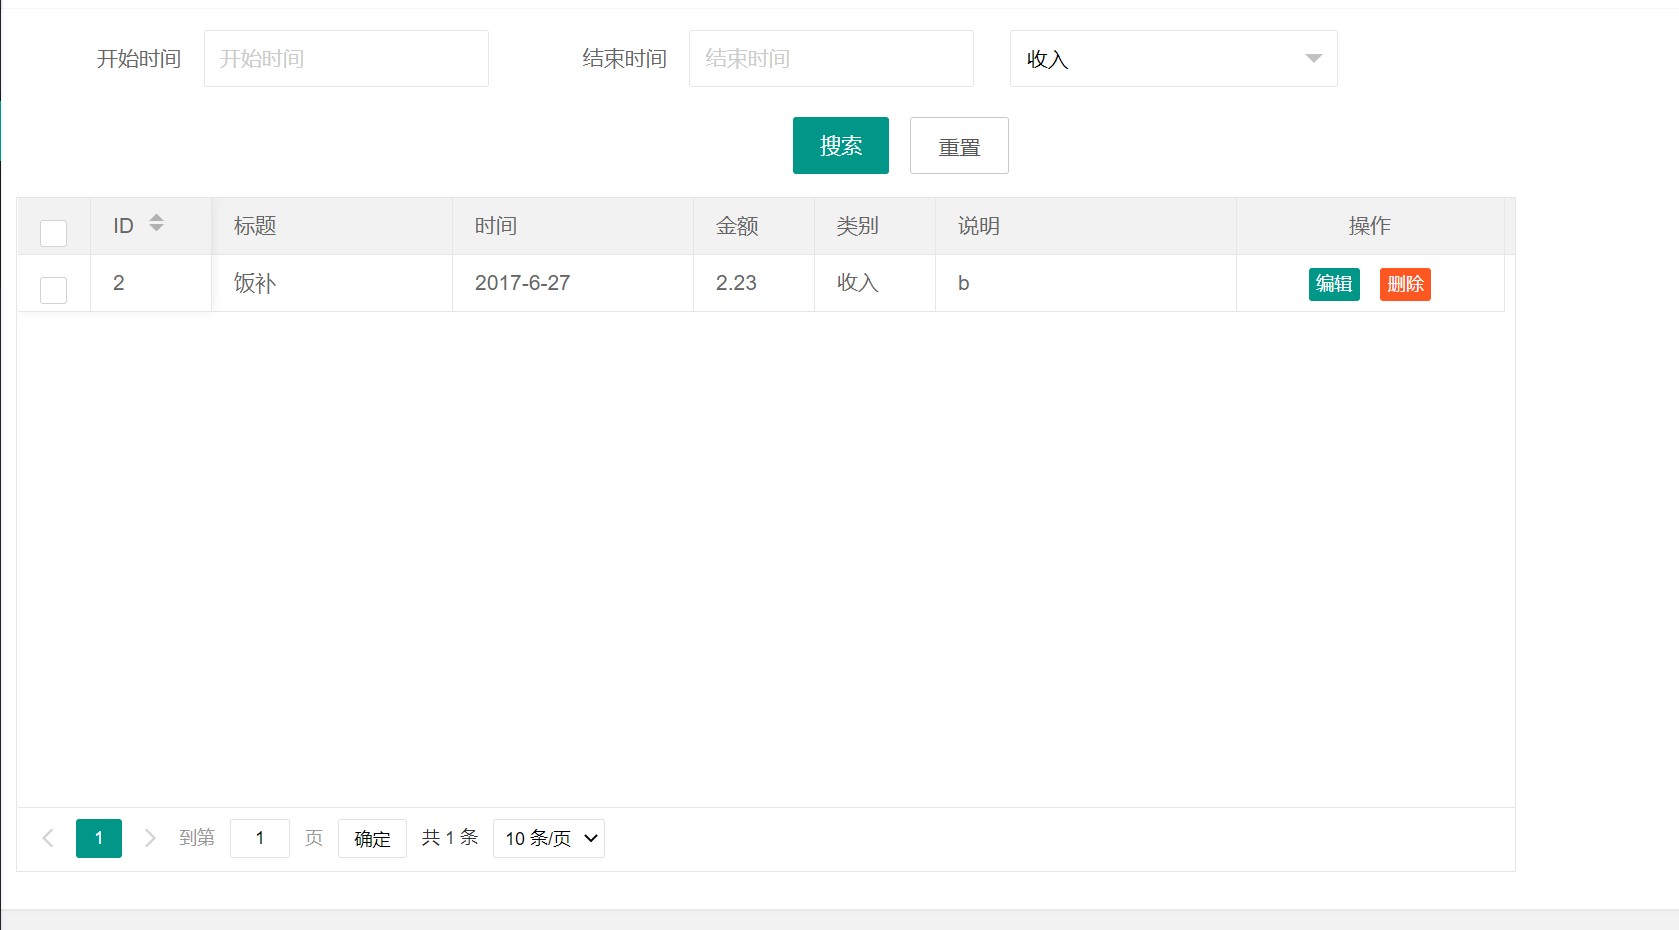 开始时间 开始时间 结束时间 结束时间 收入
搜索 重置
ID 标题 时间 金额 类别 说明 操作
2 饭补 2017-6-27 2.23 收入 b 编辑 删除
1 到第 1 页 确定 共 1 条 10 条/页